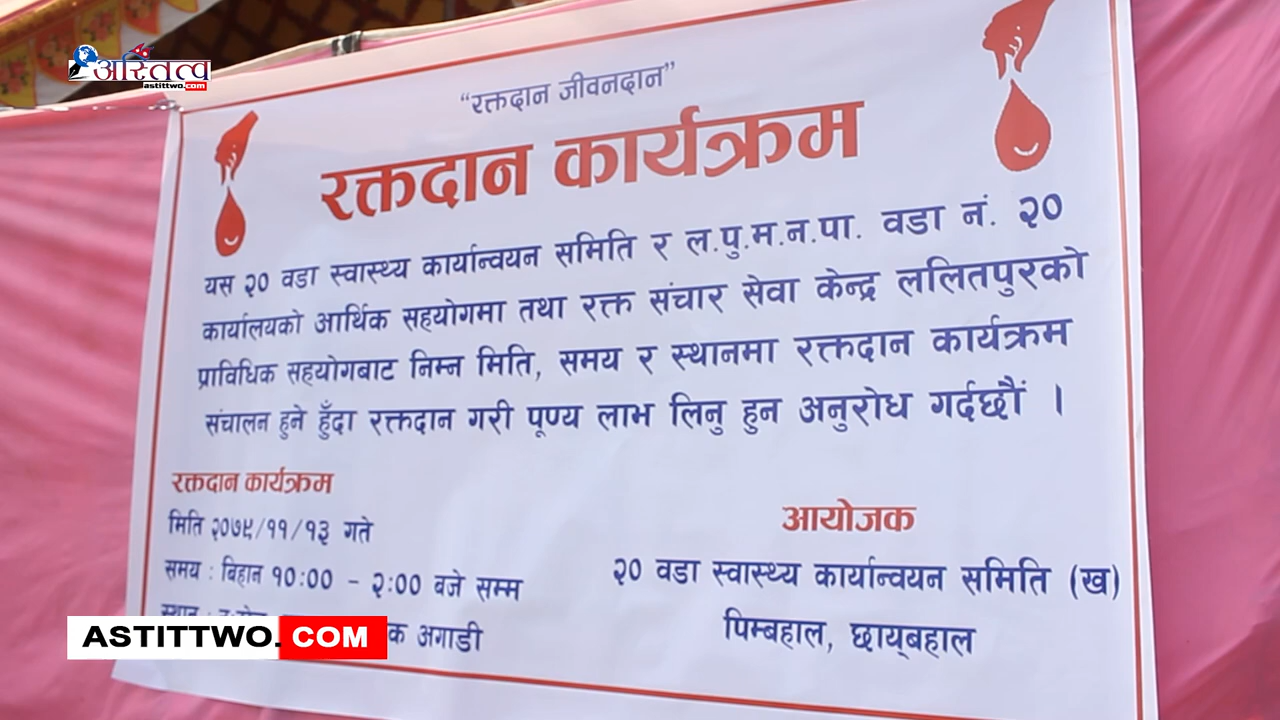 अस्तित्व
astittwo.com
“रक्तदान जीवनदान”
रक्तदान कार्यक्रम
यस २० वडा स्वास्थ्य कार्यान्वयन समिति र ल.पु.म.न.पा. वडा नं. २०
कार्यालयको आर्थिक सहयोगमा तथा रक्त संचार सेवा केन्द्र ललितपुरको
प्राविधिक सहयोगबाट निम्न मिति, समय र स्थानमा रक्तदान कार्यक्रम
संचालन हुने हुँदा रक्तदान गरी पूण्य लाभ लिनु हुन अनुरोध गर्दछौं ।
रक्तदान कार्यक्रम
मिति २०७९/११/१३ गते
समय : बिहान १०:०० - २:०० बजे सम्म
स्थान : अगाडी
आयोजक
२० वडा स्वास्थ्य कार्यान्वयन समिति (ख)
पिम्बहाल, छाय्‌बहाल
ASTITTWO.COM